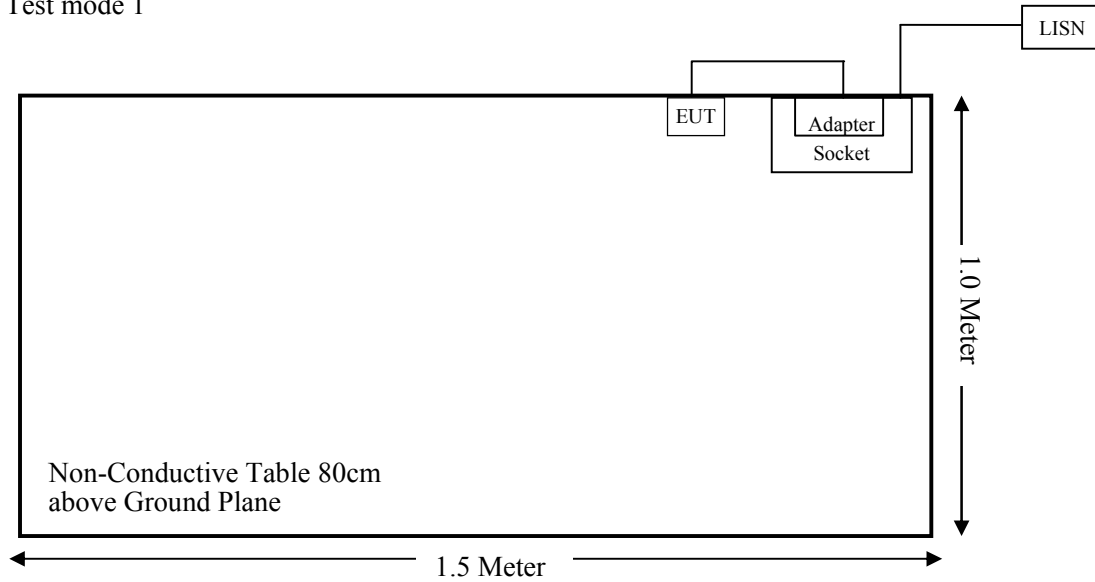 Test mode 1
LISN
EUT
Adapter
Socket
1.0 Meter
Non-Conductive Table 80cm
above Ground Plane
1.5 Meter